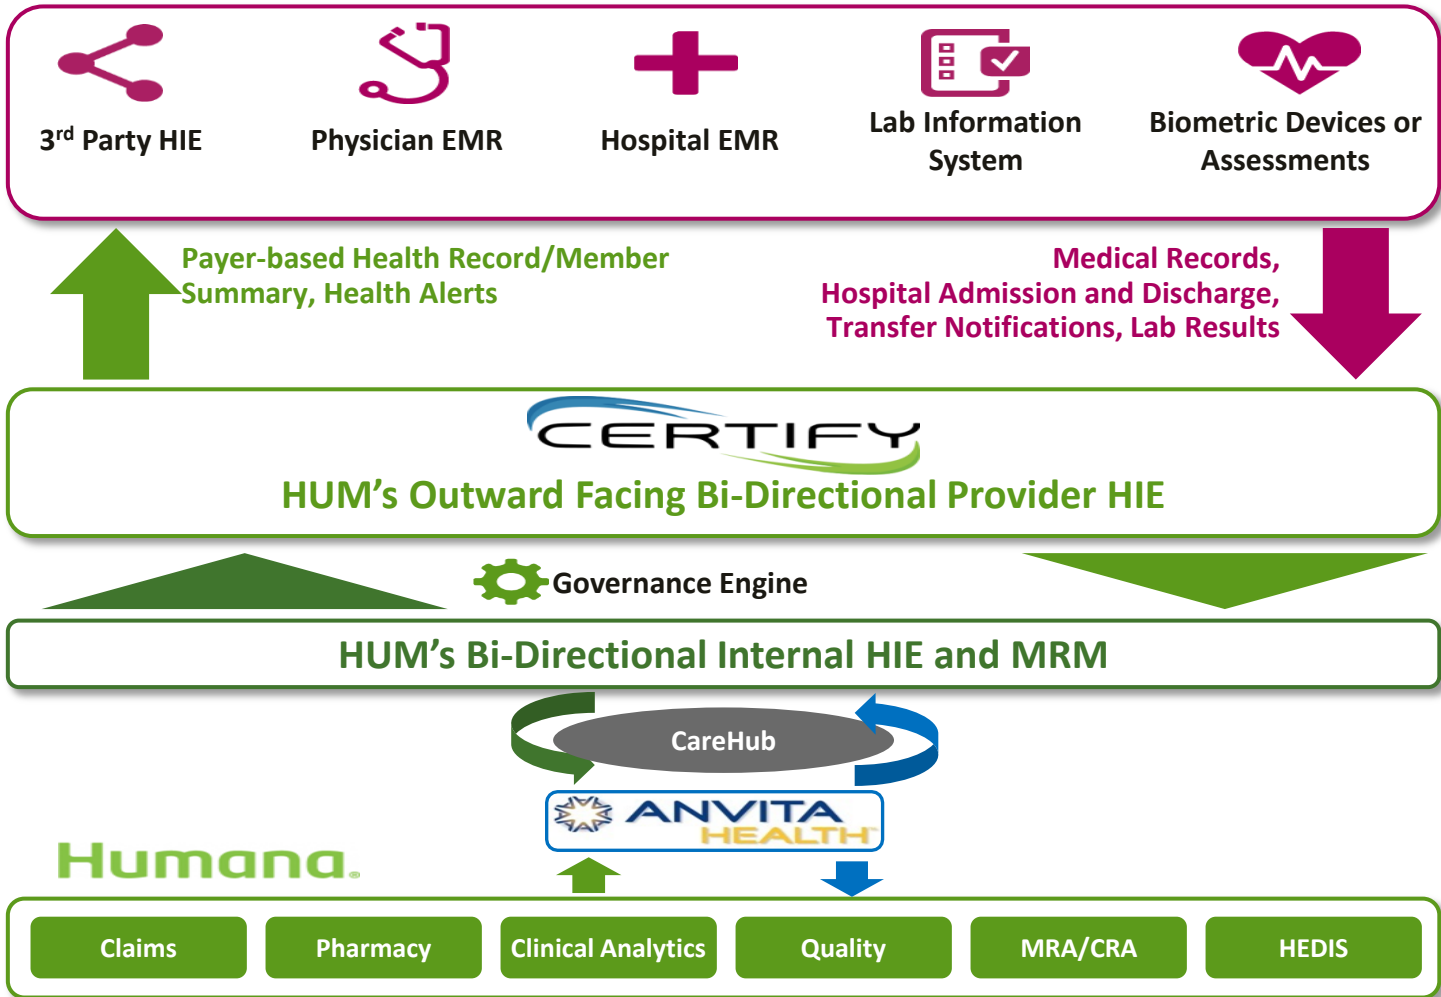 3rd Party HIE
Physician EMR
Hospital EMR
Lab Information
System
Biometric Devices or
Assessments
Payer-based Health Record/Member
Summary, Health Alerts
Medical Records,
Hospital Admission and Discharge,
Transfer Notifications, Lab Results
CERTIFY
HUM's Outward Facing Bi-Directional Provider HIE
Governance Engine
HUM's Bi-Directional Internal HIE and MRM
CareHub
ANVITA
HEALTH
Humana®
Claims
Pharmacy
Clinical Analytics
Quality
MRA/CRA
HEDIS